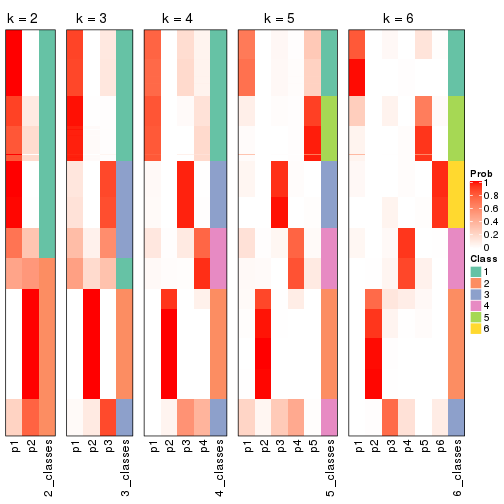 k = 2
k = 3
k = 4
k = 5
k = 6
p1
p2
2_classes
p1
p2
p3
3_classes
p1
p2
p3
p4
4_classes
p1
p2
p3
p4
p5
5_classes
p1
p2
p3
p4
p5
p6
6_classes
Prob
1
0.8
0.6
0.4
0.2
0
Class
1
2
3
4
5
6